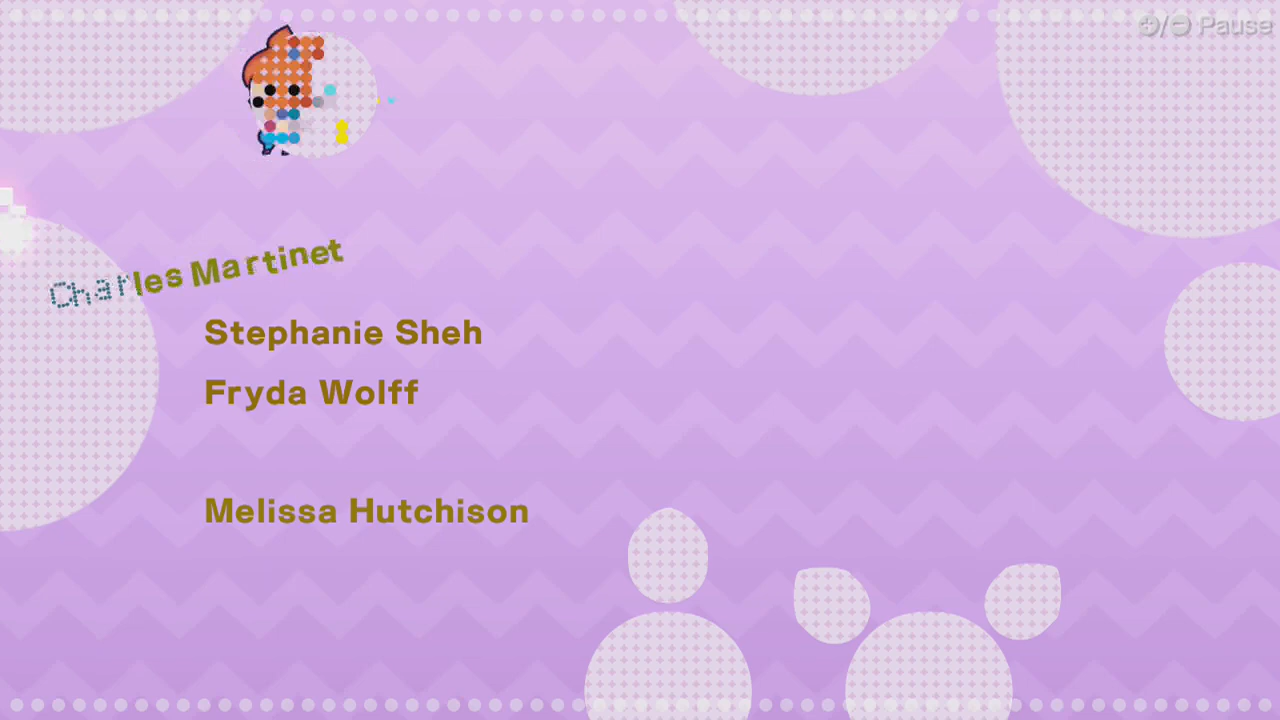 ⊕/⊖ Pause
Charles Martinet
Stephanie Sheh
Fryda Wolff
Melissa Hutchison